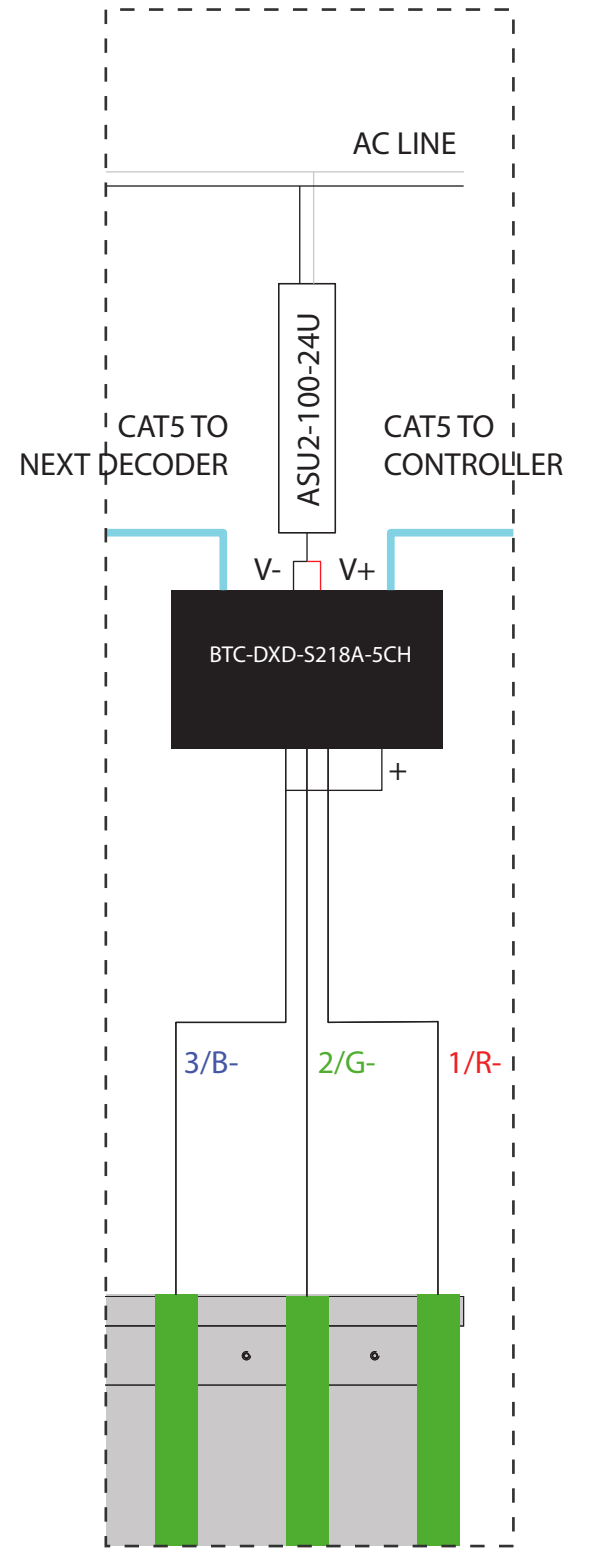 AC LINE
ASU2-100-24U
CAT5 TO
NEXT DECODER
CAT5 TO
CONTROLLER
V-
V+
BTC-DXD-S218A-5CH
+
3/B-
2/G-
1/R-